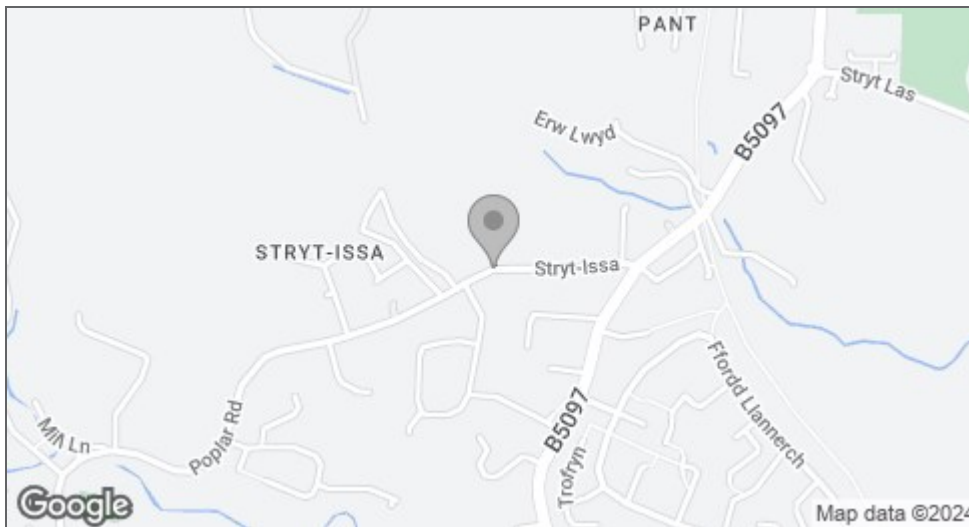 PANT
Stryt Las
B5097
Erw Lwyd
STRYT-ISSA
Stryt-Issa
Ffordd Llannerch
B5097
Poplar Rd
Mill Ln
Trofryn
Google
Map data ©2024